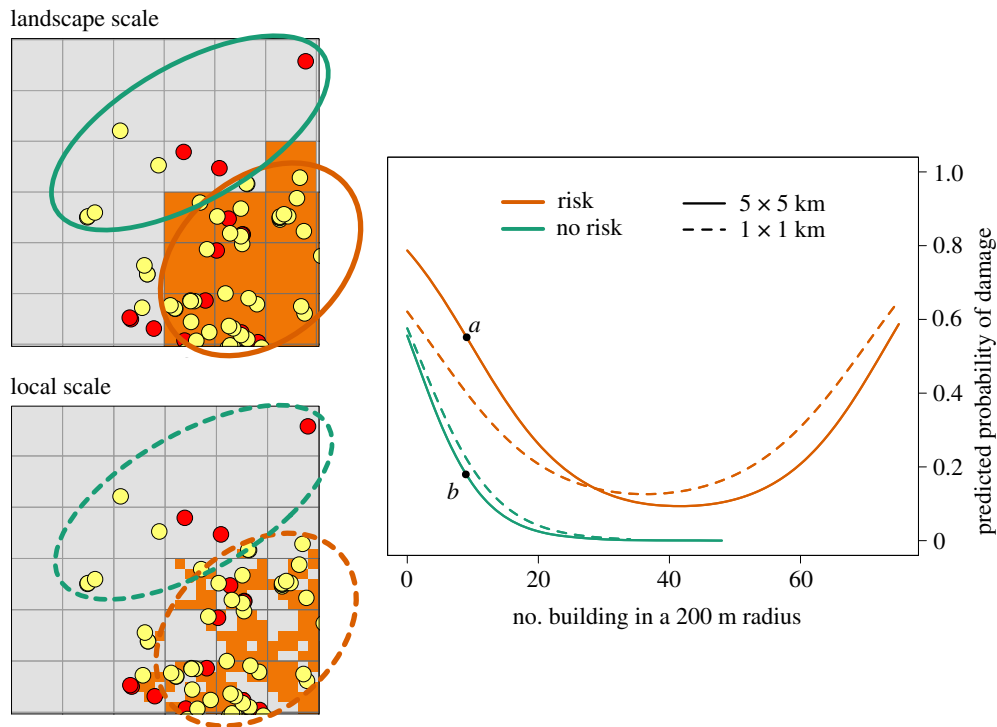 landscape scale
local scale
risk
no risk
5 × 5 km
1 × 1 km
a
b
1.0
0.8
0.6
0.4
0.2
0
predicted probability of damage
0 20 40 60
no. building in a 200 m radius